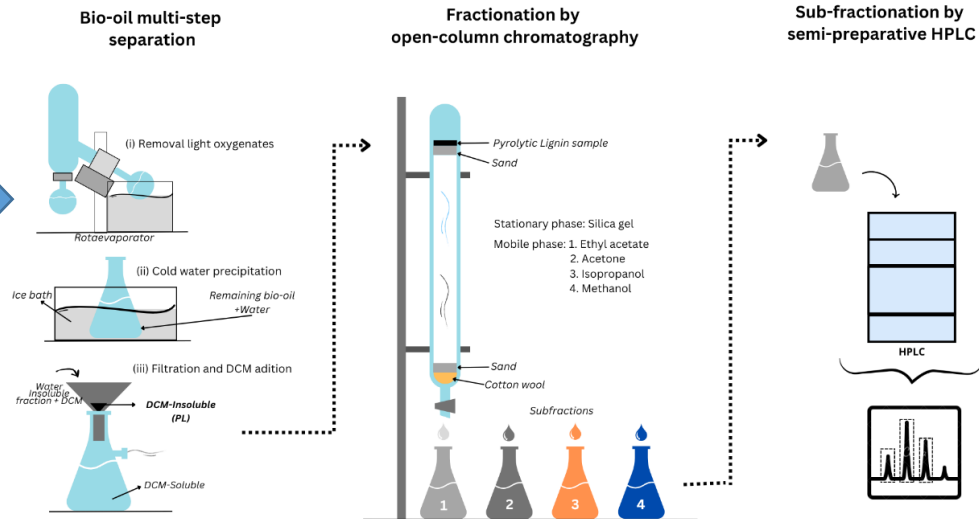 Bio-oil multi-step
separation
(i) Removal light oxygenates
Rotaevaporator
(ii) Cold water precipitation
Ice bath
Remaining bio-oil
+Water
(iii) Filtration and DCM adition
Water
Insoluble
fraction + DCM
DCM-Insoluble
(PL)
DCM-Soluble
Fractionation by
open-column chromatography
Pyrolytic Lignin sample
Sand
Stationary phase: Silica gel
Mobile phase: 1. Ethyl acetate
2. Acetone
3. Isopropanol
4. Methanol
Sand
Cotton wool
Subfractions
1
2
3
4
Sub-fractionation by
semi-preparative HPLC
HPLC